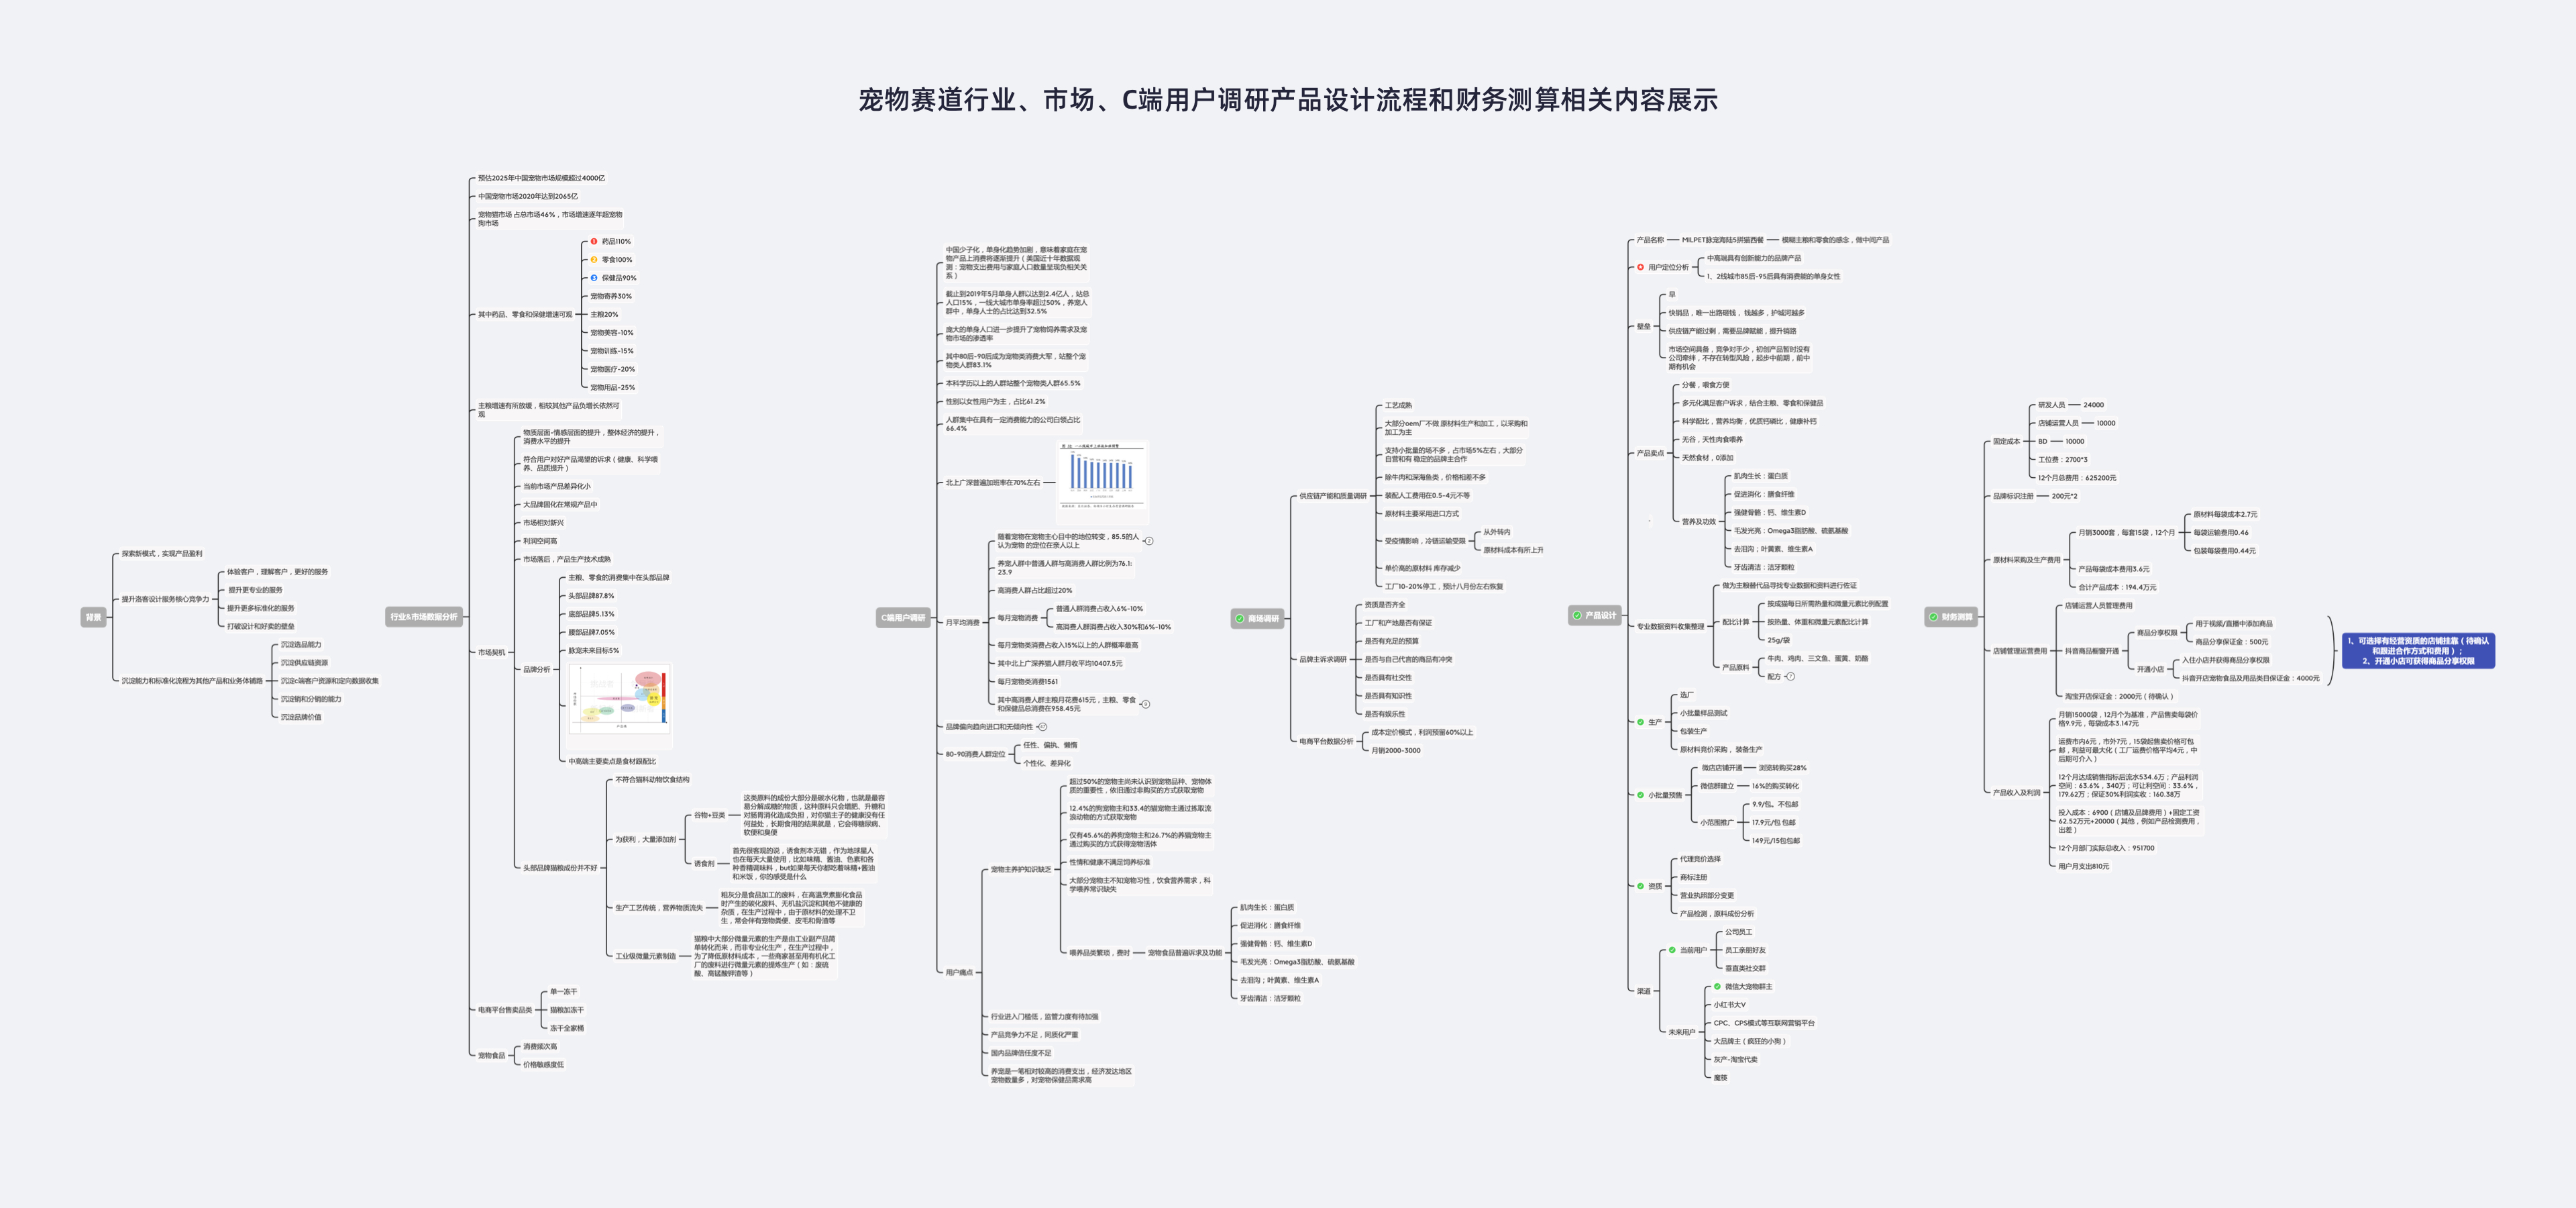 宠物赛道行业、市场、C端用户调研产品设计流程和财务测算相关内容展示
背景
探索新模式，实现产品盈利
提升洛客设计服务核心竞争力
体验客户，理解客户，更好的服务
提升更专业的服务
提升更多标准化的服务
打破设计和好卖的壁垒
沉淀能力和标准化流程为其他产品和业务体铺路
沉淀选品能力
沉淀供应链资源
沉淀c端客户资源和定向数据收集
沉淀销和分销的能力
沉淀品牌价值
行业&市场数据分析
预估2025年中国宠物市场规模超过4000亿
中国宠物市场2020年达到2065亿
宠物猫市场 占总市场46%，市场增速逐年超宠物
狗市场
其中药品、零食和保健增速可观
1 药品110%
2 零食100%
3 保健品90%
宠物寄养30%
主粮20%
宠物美容-10%
宠物训练-15%
宠物医疗-20%
宠物用品-25%
主粮增速有所放缓，相较其他产品负增长依然可
观
市场契机
物质层面-情感层面的提升，整体经济的提升，
消费水平的提升
符合用户对好产品渴望的诉求（健康、科学喂
养、品质提升）
当前市场产品差异化小
大品牌固化在常规产品中
市场相对新兴
利润空间高
市场落后，产品生产技术成熟
品牌分析
主粮、零食的消费集中在头部品牌
头部品牌87.8%
底部品牌5.13%
腰部品牌7.05%
脉宠未来目标5%
中高端主要卖点是食材跟配比
头部品牌猫粮成份并不好
不符合猫科动物饮食结构
为获利，大量添加剂
谷物+豆类
这类原料的成份大部分是碳水化物，也就是最容
易分解成糖的物质，这种原料只会增肥、升糖和
对肠胃消化造成负担，对你猫主子的健康没有任
何益处，长期食用的结果就是，它会得糖尿病、
软便和臭便
诱食剂
首先很客观的说，诱食剂本无错，作为地球星人
也在每天大量使用，比如味精、酱油、色素和各
种香精调味料，but如果每天你都吃着味精+酱油
和米饭，你的感受是什么
生产工艺传统，营养物质流失
粗灰分是食品加工的废料，在高温烹煮膨化食品
时产生的碳化废料、无机盐沉淀和其他不健康的
杂质，在生产过程中，由于原材料的处理不卫
生，常会伴有宠物粪便、皮毛和骨渣等
工业级微量元素制造
猫粮中大部分微量元素的生产是由工业副产品简
单转化而来，而非专业化生产，在生产过程中，
为了降低原材料成本，一些商家甚至用有机化工
厂的废料进行微量元素的提炼生产（如：废硫
酸、高锰酸钾渣等）
电商平台售卖品类
单一冻干
猫粮加冻干
冻干全家桶
宠物食品
消费频次高
价格敏感度低
C端用户调研
中国少子化，单身化趋势加剧，意味着家庭在宠
物产品上消费将逐渐提升（美国近十年数据观
测：宠物支出费用与家庭人口数量呈现负相关关
系）
截止到2019年5月单身人群以达到2.4亿人，站总
人口15%，一线大城市单身率超过50%，养宠人
群中，单身人士的占比达到32.5%
庞大的单身人口进一步提升了宠物饲养需求及宠
物市场的渗透率
其中80后-90后成为宠物类消费大军，站整个宠
物类人群83.1%
本科学历以上的人群站整个宠物类人群65.5%
性别以女性用户为主，占比61.2%
人群集中在具有一定消费能力的公司白领占比
66.4%
北上广深普遍加班率在70%左右
月平均消费
随着宠物在宠物主心目中的地位转变，85.5的人
认为宠物 的定位在亲人以上
2
养宠人群中普通人群与高消费人群比例为76.1:
23.9
高消费人群占比超过20%
每月宠物消费
普通人群消费占收入6%-10%
高消费人群消费占收入30%和6%-10%
每月宠物类消费占收入15%以上的人群概率最高
其中北上广深养猫人群月收平均10407.5元
每月宠物类消费1561
其中高消费人群主粮月花费615元，主粮、零食
和保健品总消费在958.45元
9
品牌偏向趋向进口和无倾向性
47
80-90消费人群定位
任性、偏执、懒惰
个性化、差异化
用户痛点
宠物主养护知识缺乏
超过50%的宠物主尚未认识到宠物品种、宠物体
质的重要性，依旧通过非购买的方式获取宠物
12.4%的狗宠物主和33.4的猫宠物主通过拣取流
浪动物的方式获取宠物
仅有45.6%的养狗宠物主和26.7%的养猫宠物主
通过购买的方式获得宠物活体
性情和健康不满足饲养标准
大部分宠物主不知宠物习性，饮食营养需求，科
学喂养常识缺失
喂养品类繁琐，费时
宠物食品普遍诉求及功能
肌肉生长：蛋白质
促进消化：膳食纤维
强健骨骼：钙、维生素D
毛发光亮：Omega3脂肪酸、硫氨基酸
去泪沟；叶黄素、维生素A
牙齿清洁：洁牙颗粒
行业进入门槛低，监管力度有待加强
产品竞争力不足，同质化严重
国内品牌信任度不足
养宠是一笔相对较高的消费支出，经济发达地区
宠物数量多，对宠物保健品需求高
商场调研
供应链产能和质量调研
工艺成熟
大部分oem厂不做 原材料生产和加工，以采购和
加工为主
支持小批量的场不多，占市场5%左右，大部分
自营和有 稳定的品牌主合作
除牛肉和深海鱼类，价格相差不多
装配人工费用在0.5-4元不等
原材料主要采用进口方式
受疫情影响，冷链运输受限
从外转内
原材料成本有所上升
单价高的原材料 库存减少
工厂10-20%停工，预计八月份左右恢复
品牌主诉求调研
资质是否齐全
工厂和产地是否有保证
是否有充足的预算
是否与自己代言的商品有冲突
是否具有社交性
是否具有知识性
是否有娱乐性
电商平台数据分析
成本定价模式，利润预留60%以上
月销2000-3000
产品设计
产品名称
MILPET脉宠海陆5拼猫西餐
模糊主粮和零食的感念，做中间产品
用户定位分析
中高端具有创新能力的品牌产品
1、2线城市85后-95后具有消费能的单身女性
壁垒
早
快销品，唯一出路砸钱， 钱越多，护城河越多
供应链产能过剩，需要品牌赋能，提升销路
市场空间具备，竞争对手少，初创产品暂时没有
公司牵绊，不存在转型风险，起步中前期，前中
期有机会
产品卖点
分餐，喂食方便
多元化满足客户诉求，结合主粮、零食和保健品
科学配比，营养均衡，优质钙磷比，健康补钙
无谷，天性肉食喂养
天然食材，0添加
营养及功效
肌肉生长：蛋白质
促进消化：膳食纤维
强健骨骼：钙、维生素D
毛发光亮：Omega3脂肪酸、硫氨基酸
去泪沟；叶黄素、维生素A
牙齿清洁：洁牙颗粒
专业数据资料收集整理
做为主粮替代品寻找专业数据和资料进行佐证
配比计算
按成猫每日所需热量和微量元素比例配置
按热量、体重和微量元素配比计算
25g/袋
产品原料
牛肉、鸡肉、三文鱼、蛋黄、奶酪
配方
7
生产
选厂
小批量样品测试
包装生产
原材料竞价采购， 装备生产
小批量预售
微店店铺开通
浏览转购买28%
微信群建立
16%的购买转化
小范围推广
9.9/包。不包邮
17.9元/包 包邮
149元/15包包邮
资质
代理竞价选择
商标注册
营业执照部分变更
产品检测，原料成份分析
渠道
当前用户
公司员工
员工亲朋好友
垂直类社交群
未来用户
微信大宠物群主
小红书大V
CPC、CPS模式等互联网营销平台
大品牌主（疯狂的小狗）
灰产-淘宝代卖
魔筷
财务测算
固定成本
研发人员
24000
店铺运营人员
10000
BD
10000
工位费：2700*3
12个月总费用：625200元
品牌标识注册
200元*2
原材料采购及生产费用
月销3000套，每套15袋，12个月
原材料每袋成本2.7元
每袋运输费用0.46
包装每袋费用0.44元
产品每袋成本费用3.6元
合计产品成本：194.4万元
店铺管理运营费用
店铺运营人员管理费用
抖音商品橱窗开通
商品分享权限
用于视频/直播中添加商品
商品分享保证金：500元
开通小店
入住小店并获得商品分享权限
抖音开店宠物食品及用品类目保证金：4000元
淘宝开店保证金：2000元（待确认）
1、可选择有经营资质的店铺挂靠（待确认
和跟进合作方式和费用）；
2、开通小店可获得商品分享权限
产品收入及利润
月销15000袋，12月个为基准，产品售卖每袋价
格9.9元，每袋成本3.147元
运费市内6元，市外7元，15袋起售卖价格可包
邮，利益可最大化（工厂运费价格平均4元，中
后期可介入）
12个月达成销售指标后流水534.6万；产品利润
空间：63.6%，340万；可让利空间：33.6%，
179.62万；保证30%利润实收：160.38万
投入成本：6900（店铺及品牌费用）+固定工资
62.52万元+20000（其他，例如产品检测费用，
出差）
12个月部门实际总收入：951700
用户月支出810元